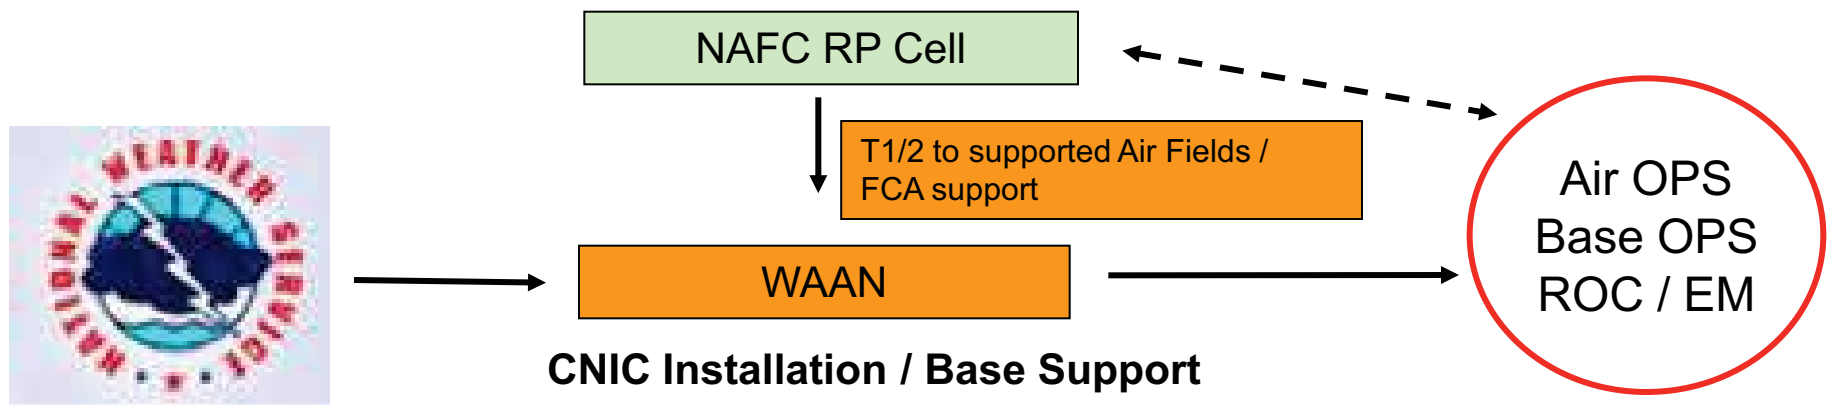 NAFC RP Cell
T1/2 to supported Air Fields /
FCA support
NATIONAL WEATHER SERVICE
Air OPS
Base OPS
ROC / EM
WAAN
CNIC Installation / Base Support